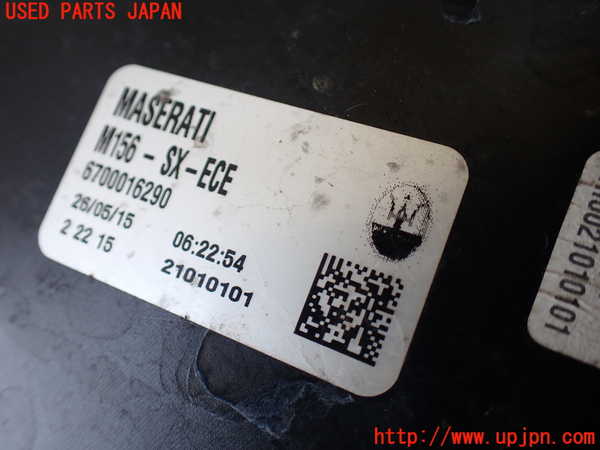 USED PARTS JAPAN
MASERATI
M156 - SX-ECE
6700016290
26/05/15 06:22:54
2 22 15 21010101
10021010101
http://www.upjpn.com/